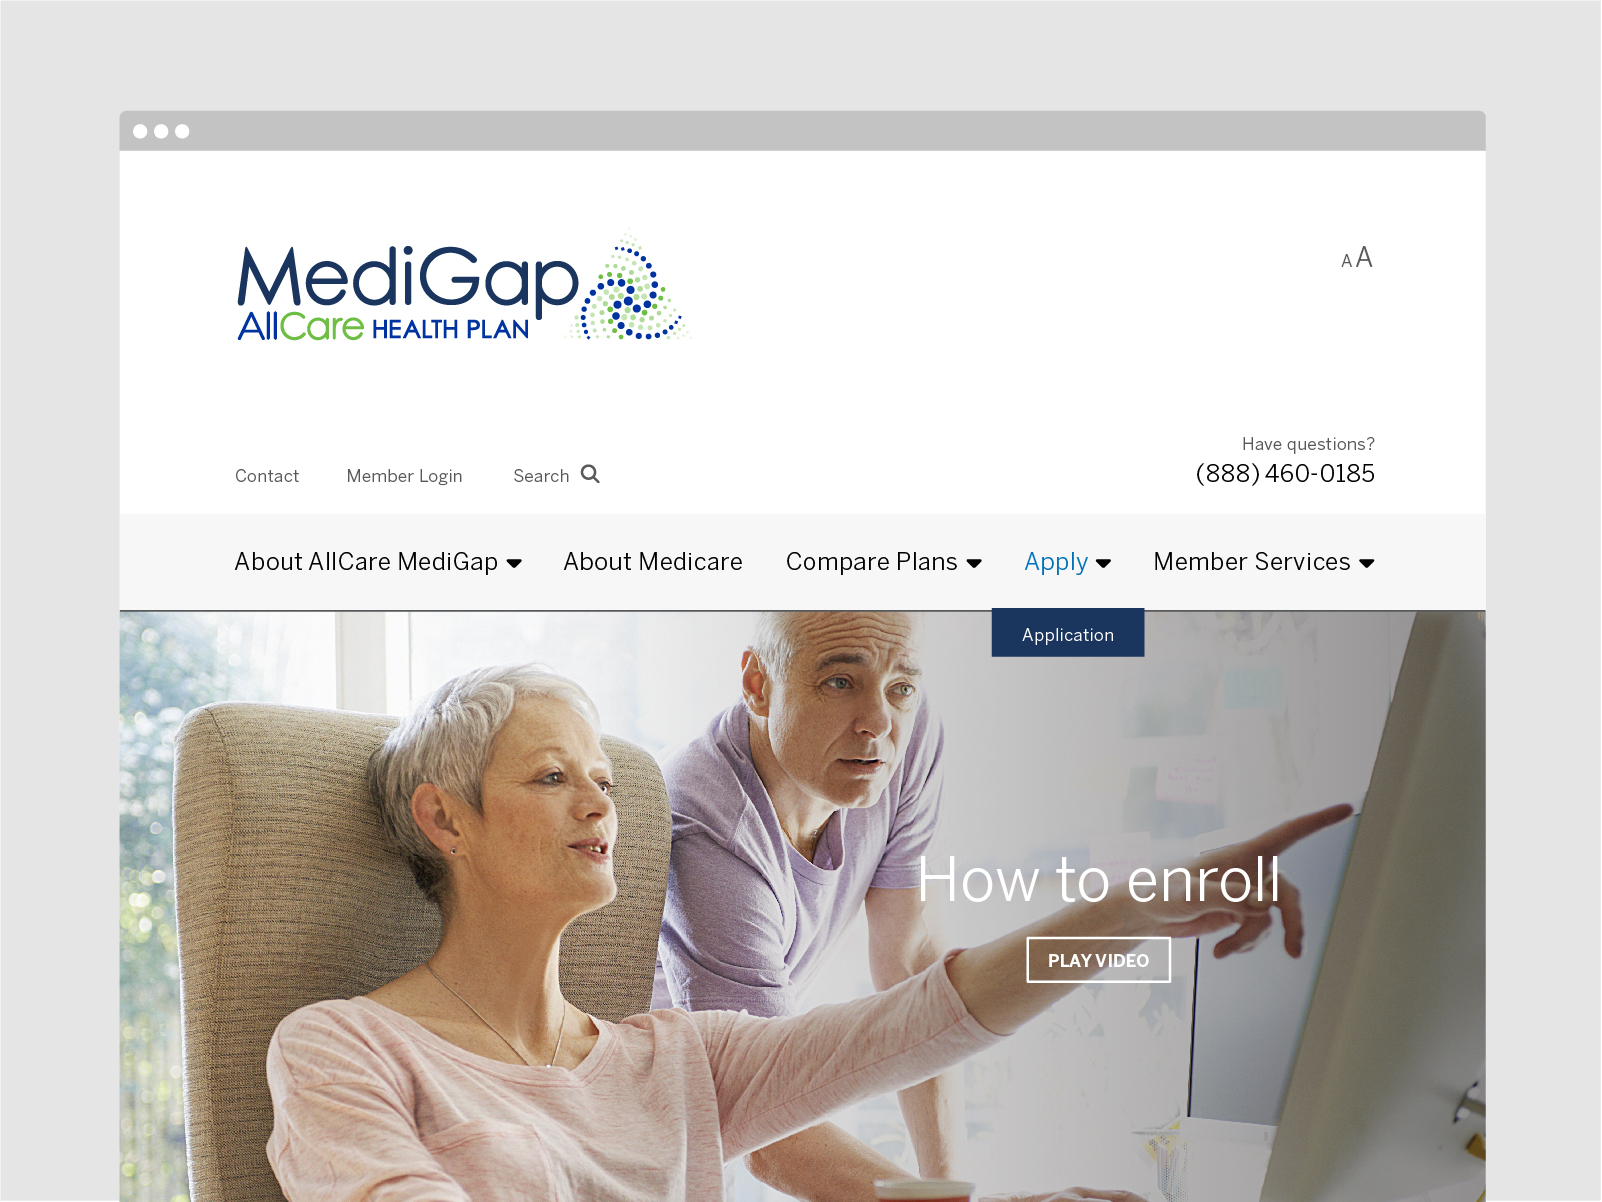 MediGap
AllCare HEALTH PLAN
A A
Have questions?
(888) 460-0185
Contact Member Login Search
About AllCare MediGap About Medicare Compare Plans Apply Member Services
Application
How to enroll
PLAY VIDEO